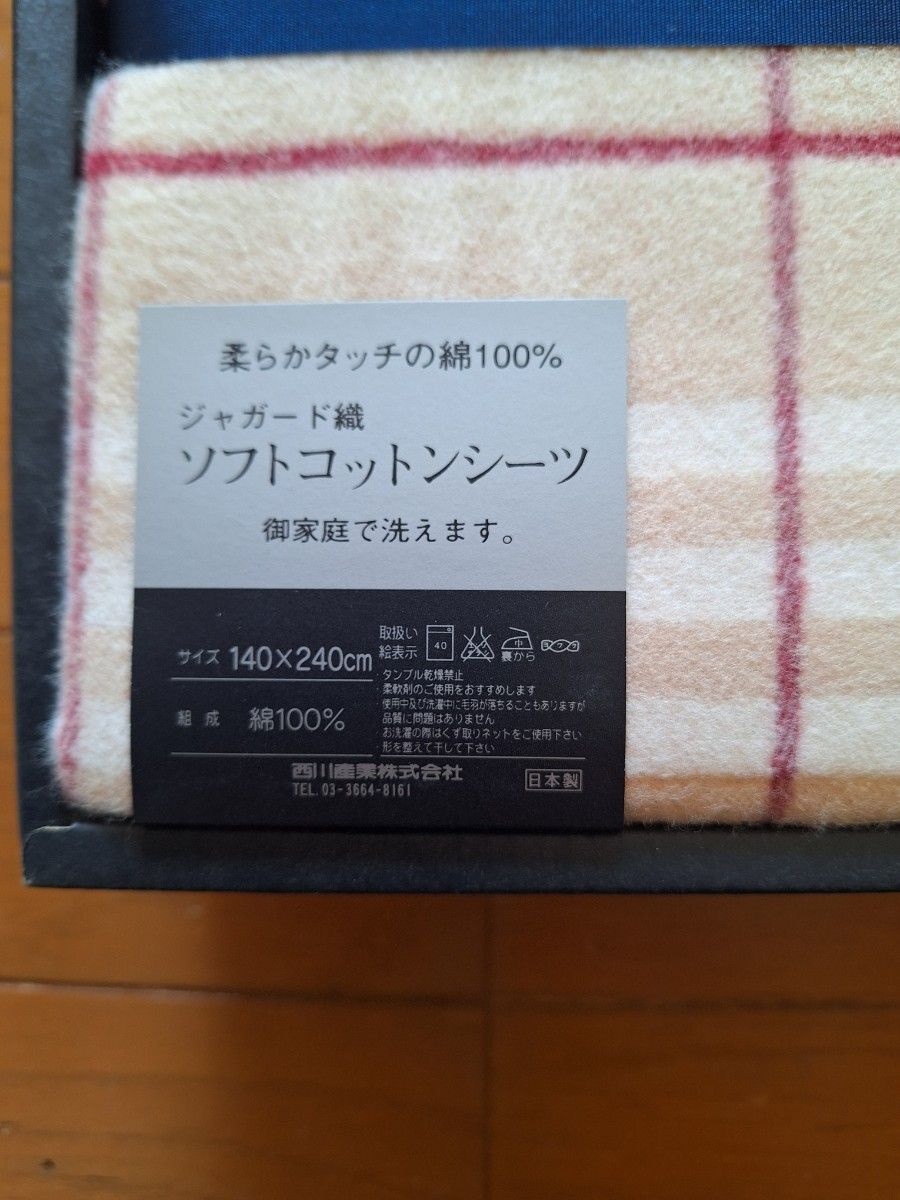 柔らかタッチの綿100%
ジャガード織
ソフトコットンシーツ
御家庭で洗えます。
サイズ 140×240cm
組成 綿100%
取扱い
絵表示
40
中
裏から
タンブル乾燥禁止
柔軟剤のご使用をおすすめします
使用中及び洗濯中に毛羽が落ちることもありますが
品質に問題はありません
お洗濯の際はくず取りネットをご使用下さい
形を整えて干して下さい
西川産業株式会社
TEL. 03-3664-8161
日本製